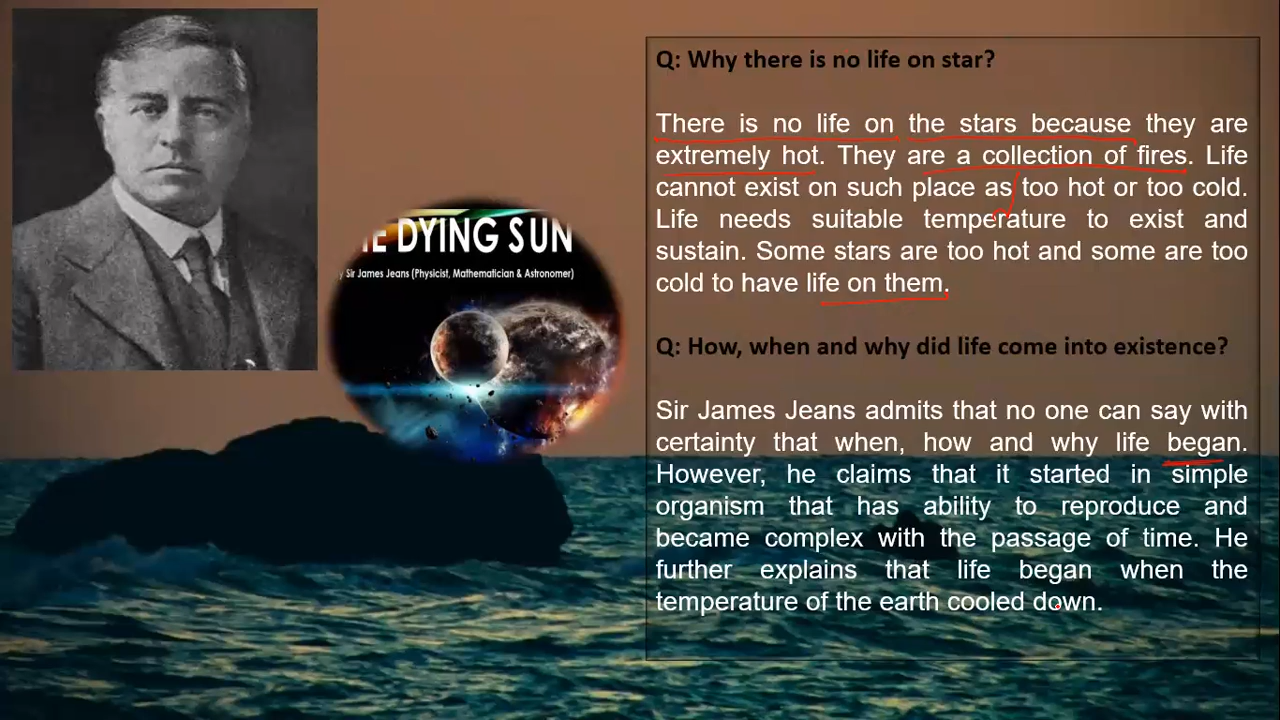 E DYING SUN
Sir James Jeans (Physicist, Mathematician & Astronomer)
Q: Why there is no life on star?
There is no life on the stars because they are
extremely hot. They are a collection of fires. Life
cannot exist on such place as too hot or too cold.
Life needs suitable temperature to exist and
sustain. Some stars are too hot and some are too
cold to have life on them.
Q: How, when and why did life come into existence?
Sir James Jeans admits that no one can say with
certainty that when, how and why life began.
However, he claims that it started in simple
organism that has ability to reproduce and
became complex with the passage of time. He
further explains that life began when the
temperature of the earth cooled down.